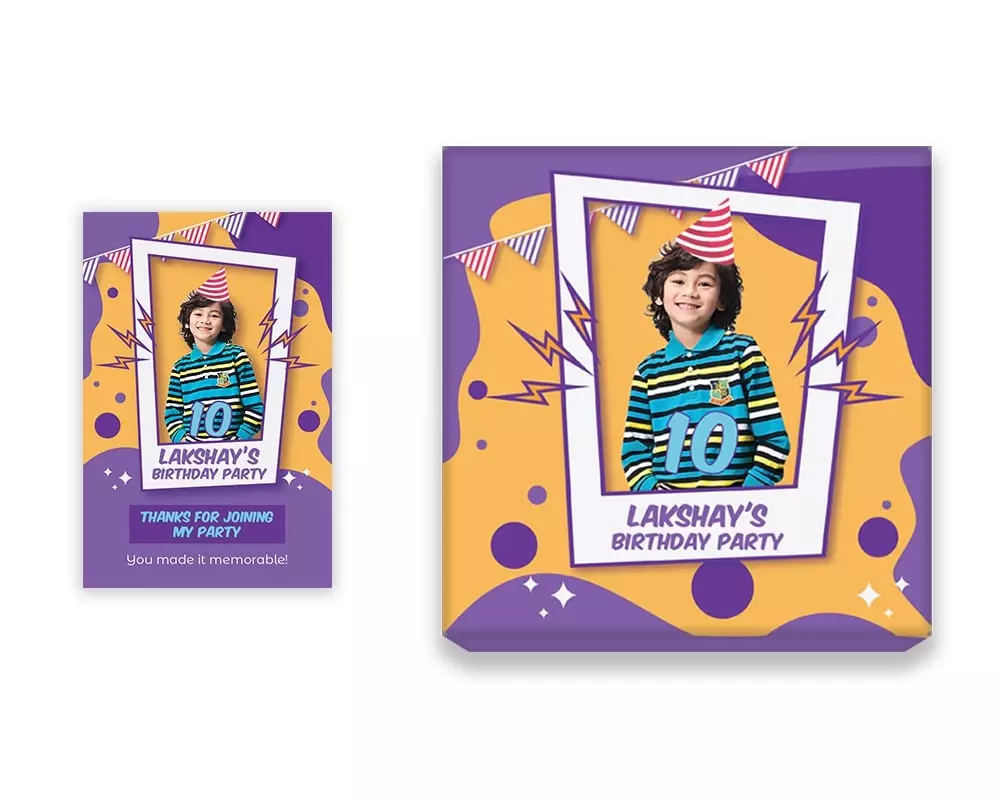 10
LAKSHAY'S
BIRTHDAY PARTY
THANKS FOR JOINING
MY PARTY
You made it memorable!
10
LAKSHAY'S
BIRTHDAY PARTY